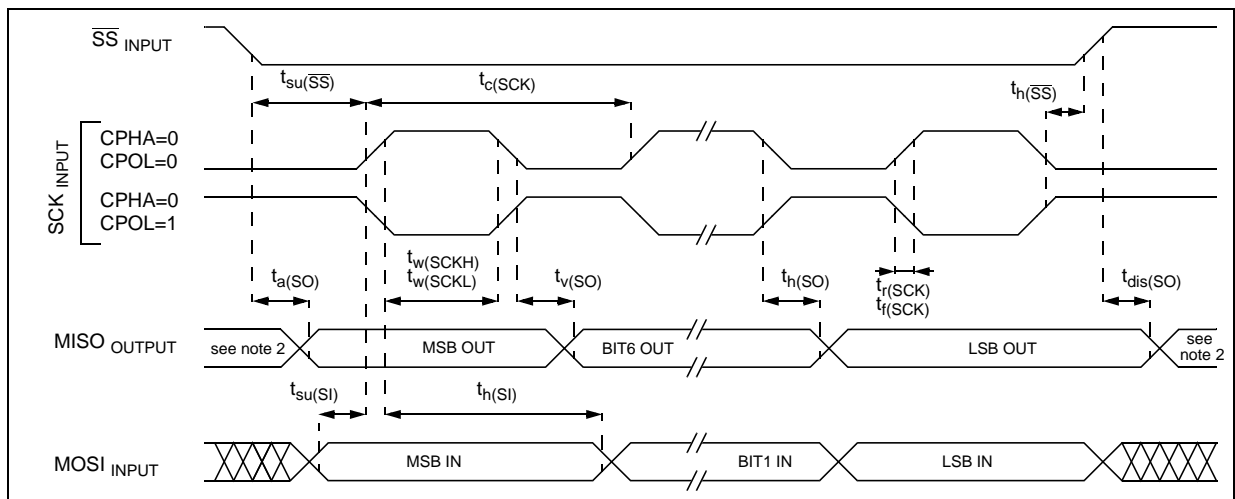 SS INPUT
tsu(SS)
tc(SCK)
th(SS)
SCK INPUT
CPHA=0
CPOL=0
CPHA=0
CPOL=1
ta(SO)
tw(SCKH)
tw(SCKL)
tv(SO)
th(SO)
tr(SCK)
tf(SCK)
tdis(SO)
MISO OUTPUT
see note 2
MSB OUT
BIT6 OUT
LSB OUT
see
note 2
tsu(SI)
th(SI)
MOSI INPUT
MSB IN
BIT1 IN
LSB IN